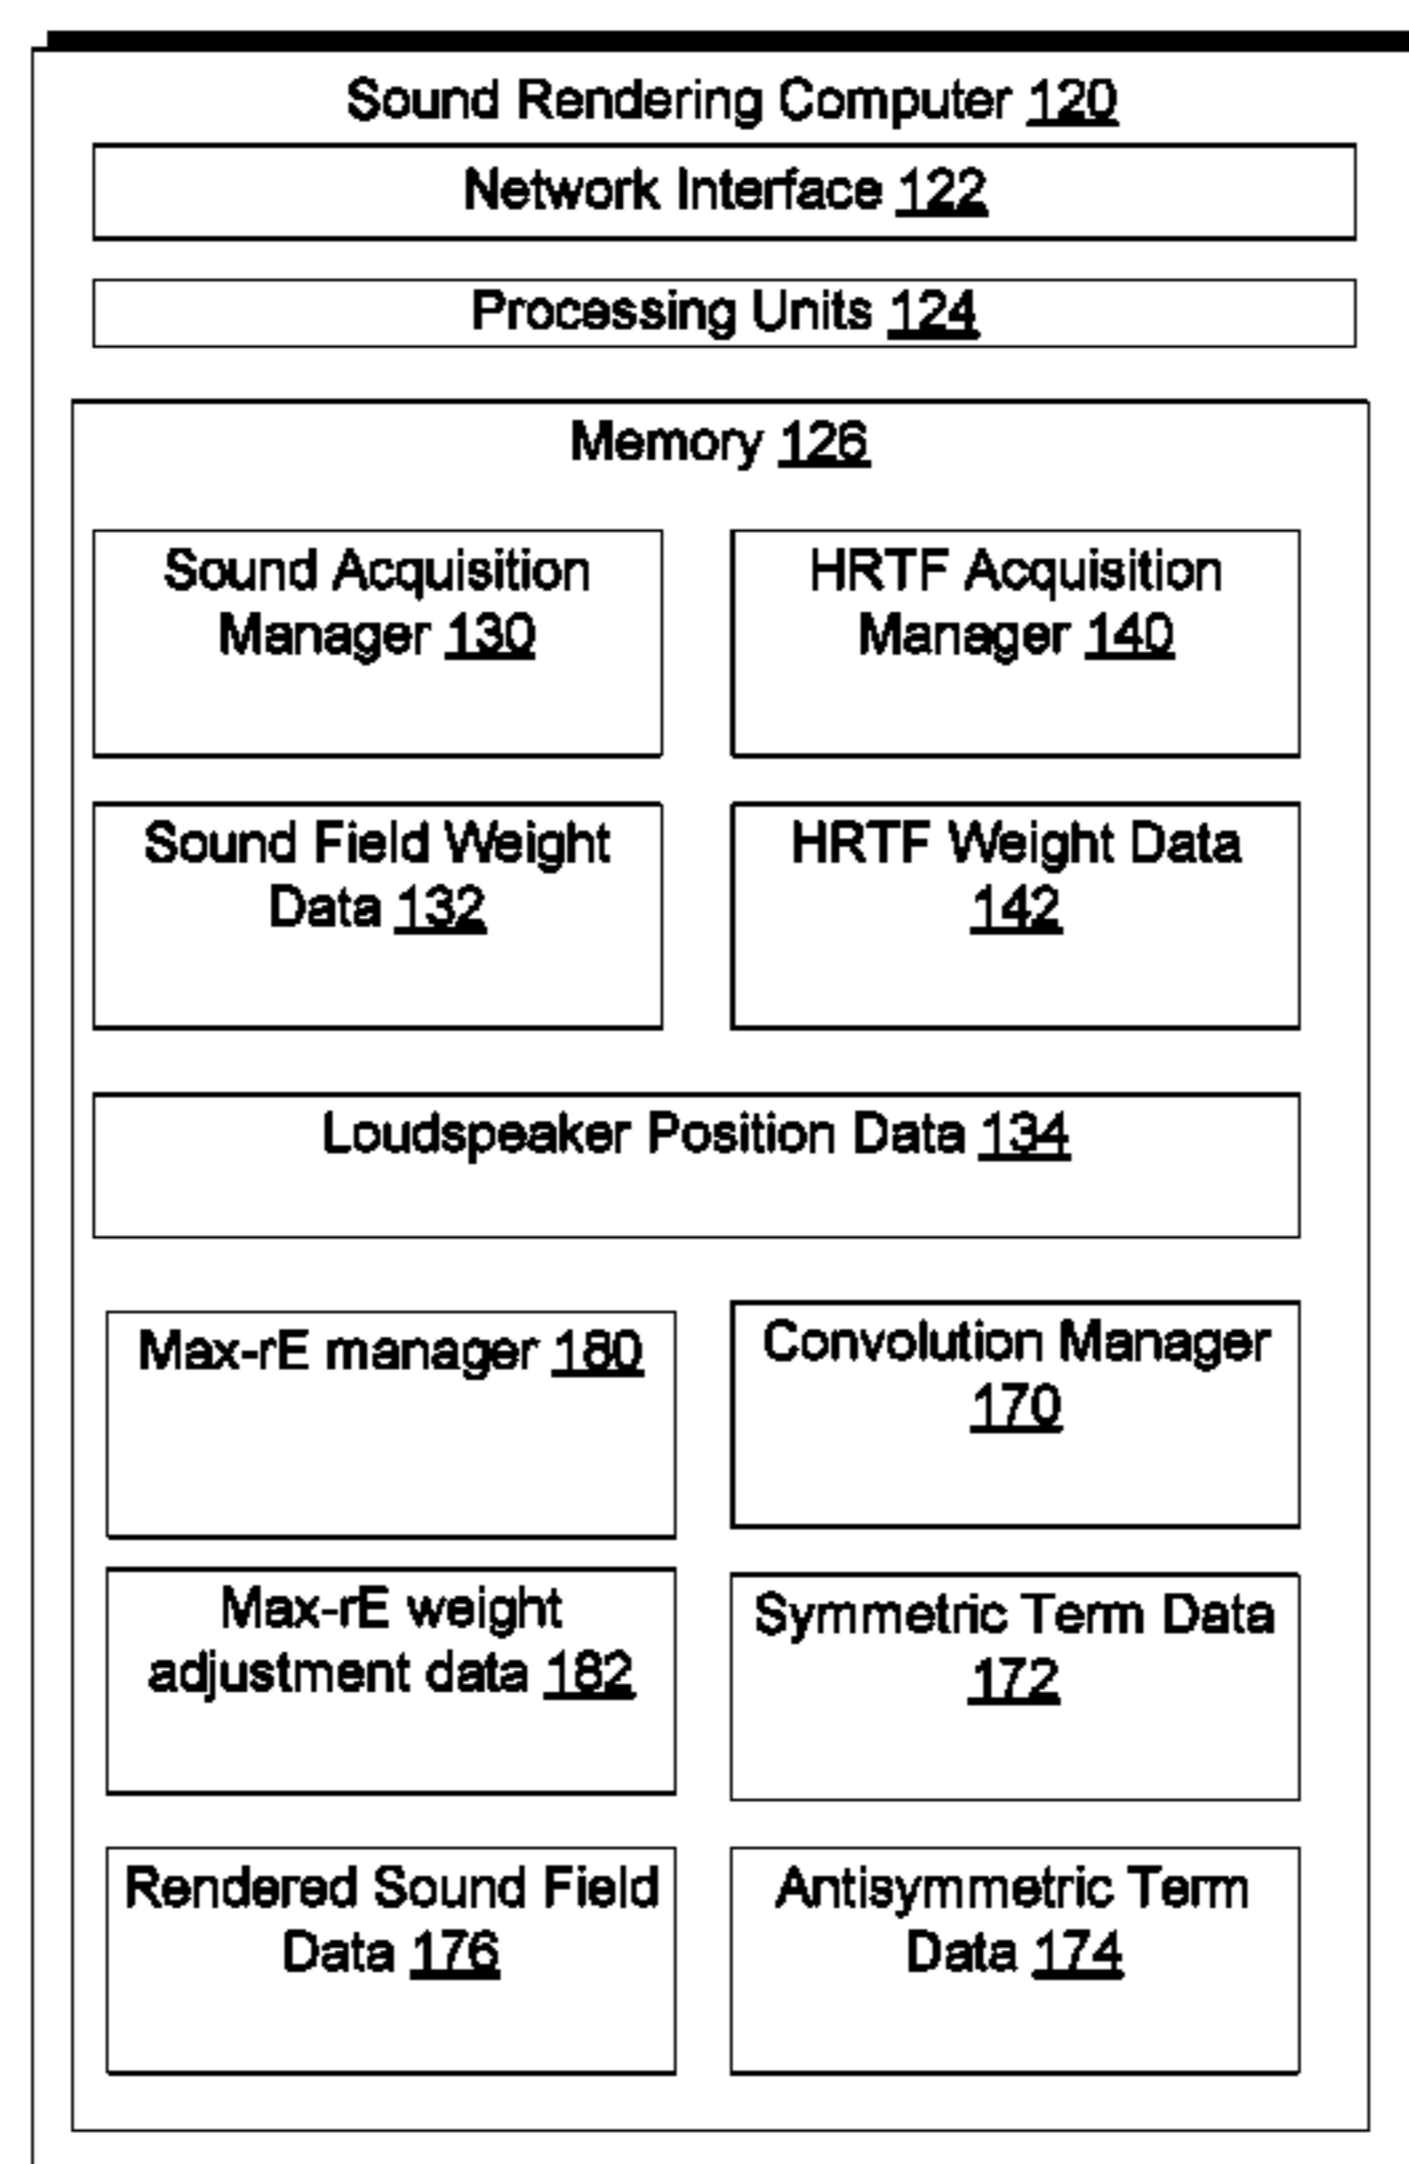 Sound Rendering Computer 120
Network Interface 122
Processing Units 124
Memory 126
Sound Acquisition
Manager 130
HRTF Acquisition
Manager 140
Sound Field Weight
Data 132
HRTF Weight Data
142
Loudspeaker Position Data 134
Max-rE manager 180
Convolution Manager
170
Max-rE weight
adjustment data 182
Symmetric Term Data
172
Rendered Sound Field
Data 176
Antisymmetric Term
Data 174